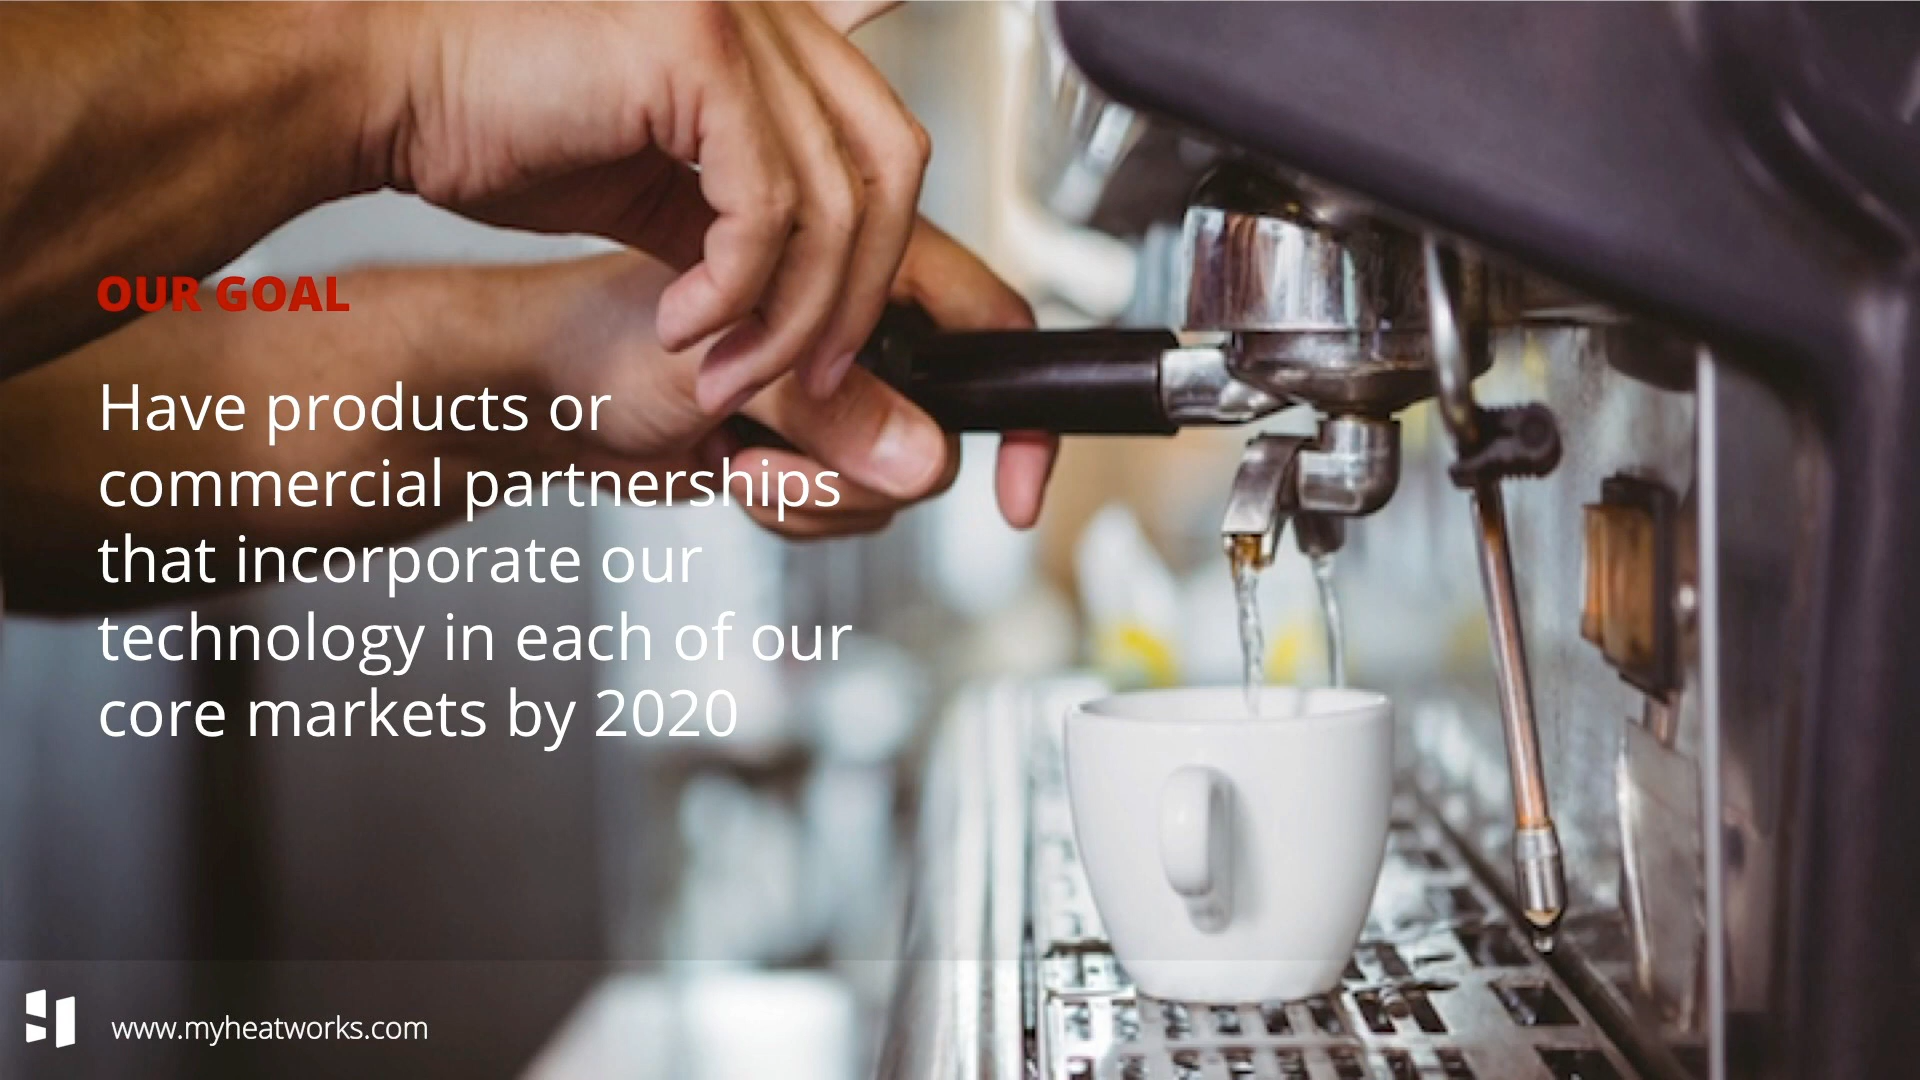 OUR GOAL
Have products or
commercial partnerships
that incorporate our
technology in each of our
core markets by 2020
www.myheatworks.com